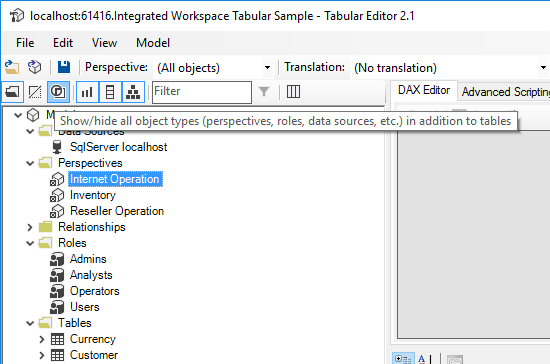 localhost:61416.Integrated Workspace Tabular Sample - Tabular Editor 2.1
File Edit View Model
Perspective: (All objects) Translation: (No translation)
Filter DAX Editor Advanced Scripting
Show/hide all object types (perspectives, roles, data sources, etc.) in addition to tables
Data Sources
SqlServer localhost
Perspectives
Internet Operation
Inventory
Reseller Operation
Relationships
Roles
Admins
Analysts
Operators
Users
Tables
Currency
Customer